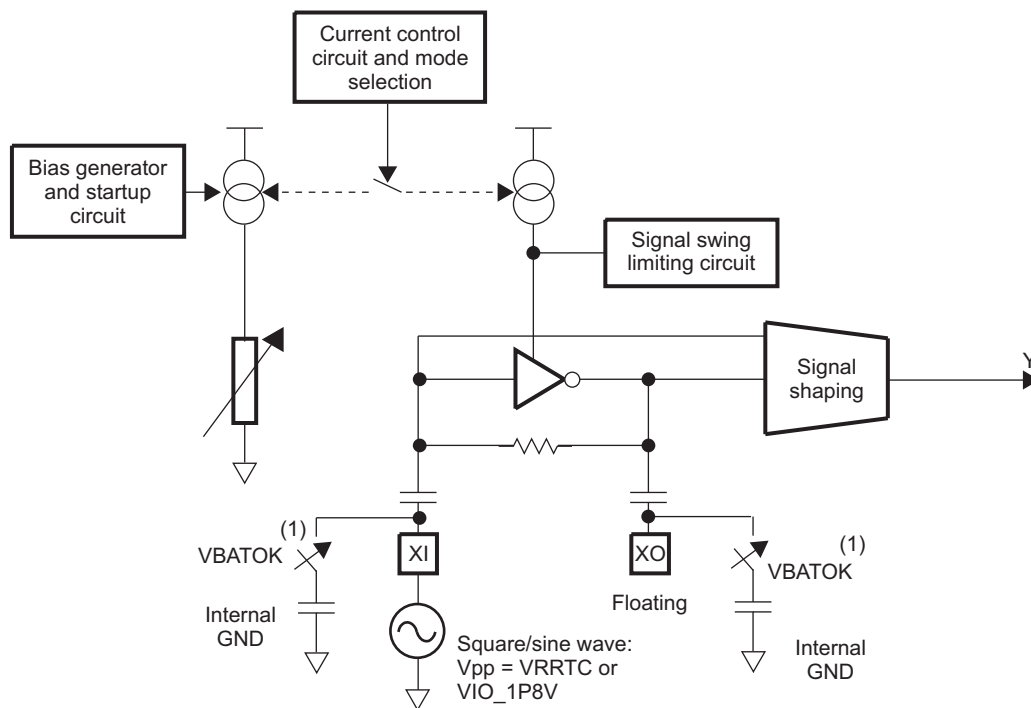 Current control
circuit and mode
selection
Bias generator
and startup
circuit
Signal swing
limiting circuit
Signal
shaping
Y
(1)
VBATOK
XI
XO
(1)
VBATOK
Internal
GND
Floating
Square/sine wave:
Vpp = VRRTC or
VIO_1P8V
Internal
GND